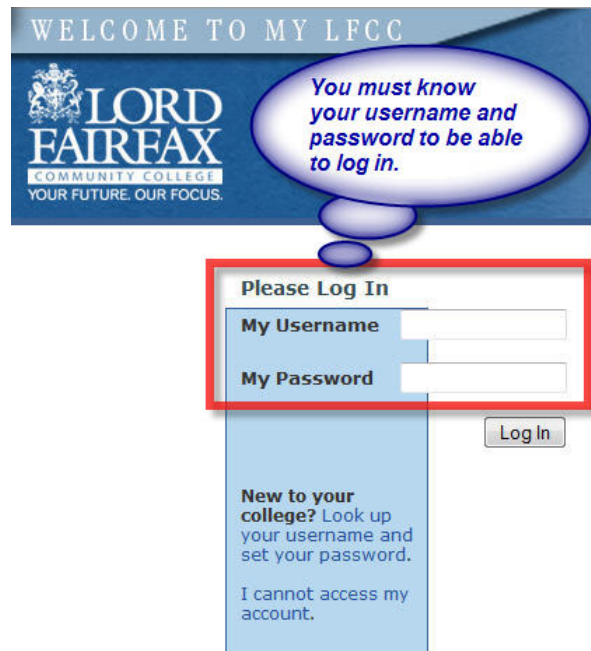 WELCOME TO MY LFCC
LORD
FAIRFAX
COMMUNITY COLLEGE
YOUR FUTURE. OUR FOCUS.
You must know
your username and
password to be able
to log in.
Please Log In
My Username
My Password
Log In
New to your
college? Look up
your username and
set your password.
I cannot access my
account.